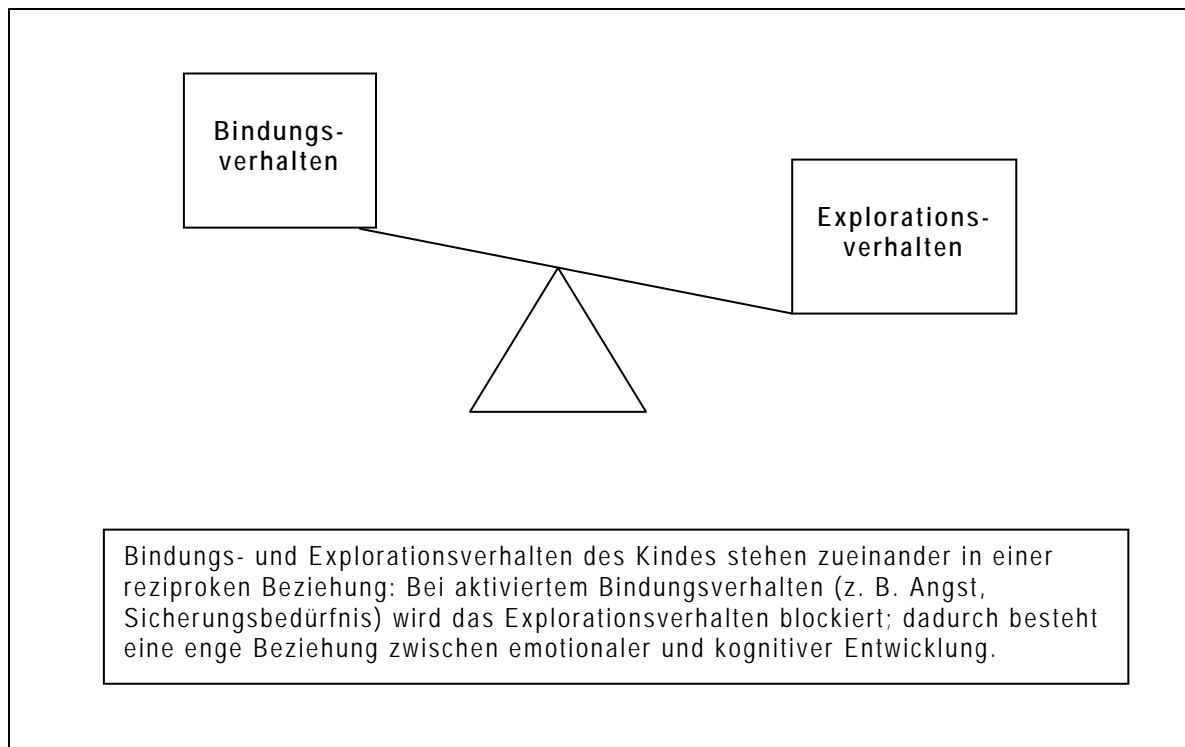 Bindungs-
verhalten
Explorations-
verhalten
Bindungs- und Explorationsverhalten des Kindes stehen zueinander in einer
reziproken Beziehung: Bei aktiviertem Bindungsverhalten (z. B. Angst,
Sicherungsbedürfnis) wird das Explorationsverhalten blockiert; dadurch besteht
eine enge Beziehung zwischen emotionaler und kognitiver Entwicklung.